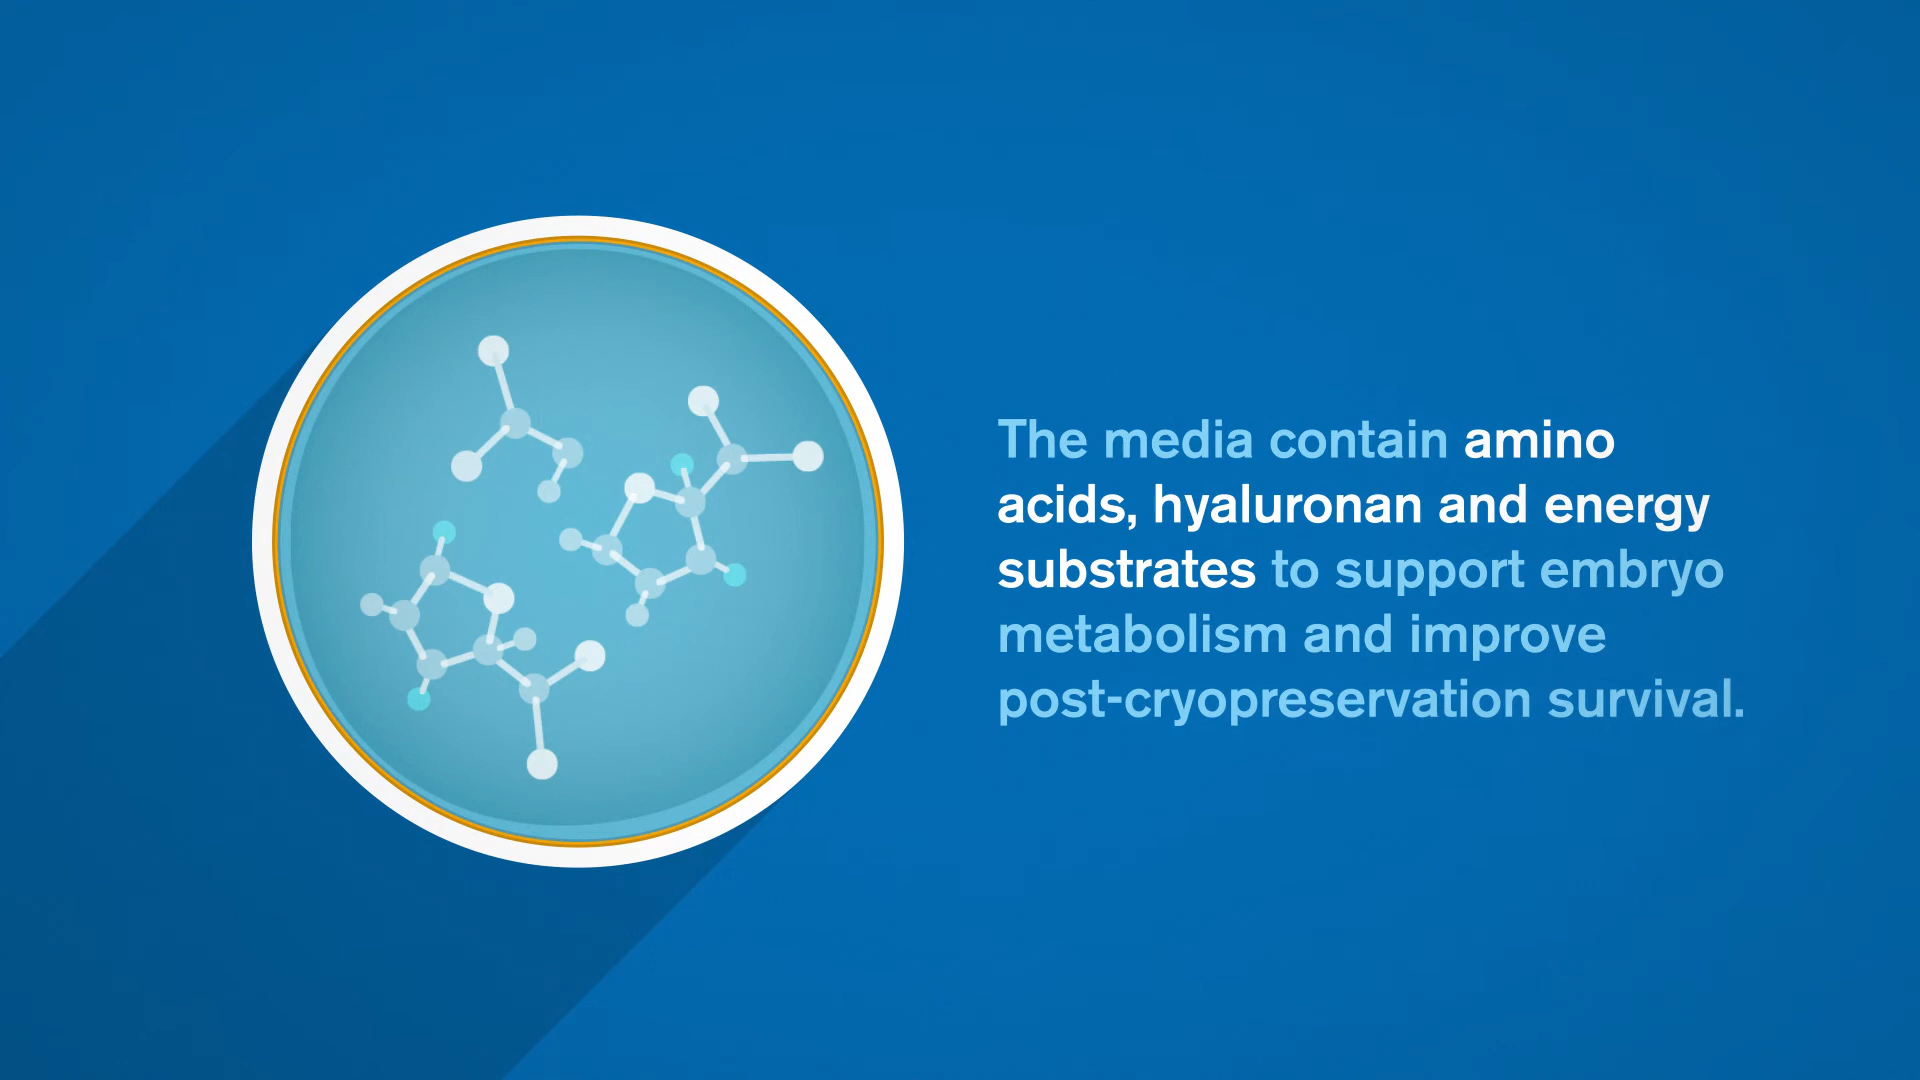 The media contain amino
acids, hyaluronan and energy
substrates to support embryo
metabolism and improve
post-cryopreservation survival.